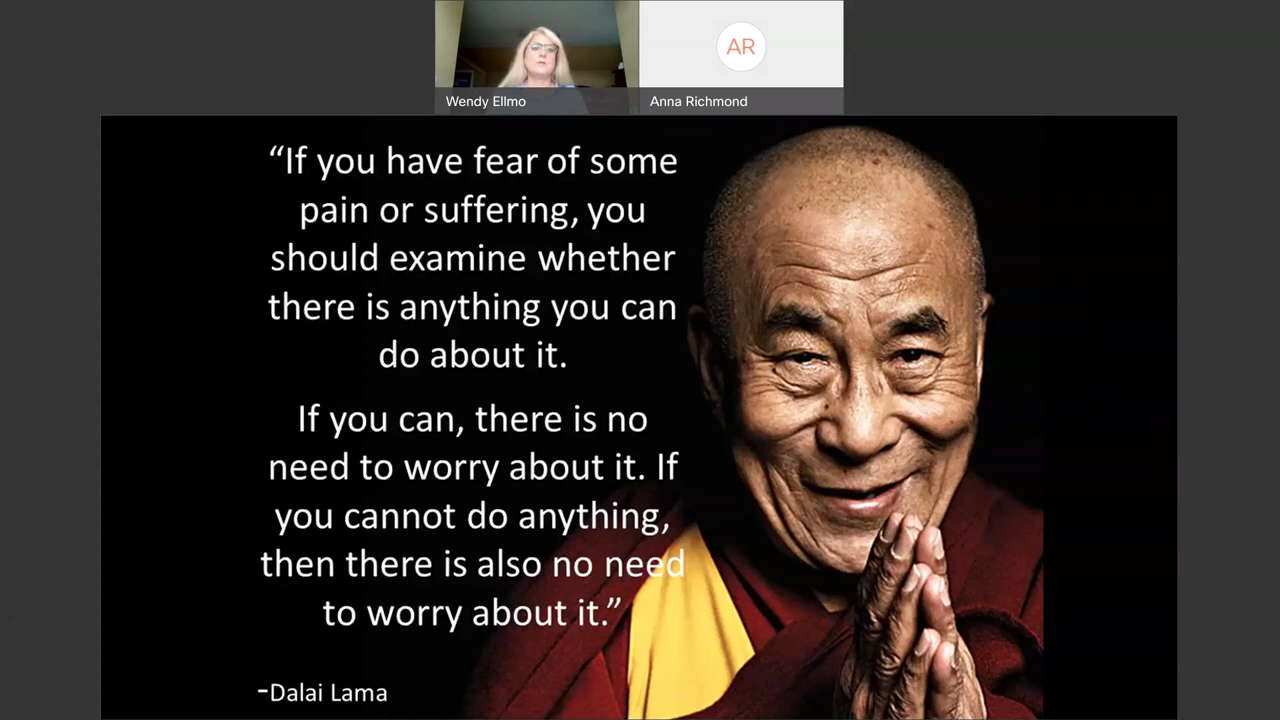 AR
Wendy Ellmo
Anna Richmond
“If you have fear of some
pain or suffering, you
should examine whether
there is anything you can
do about it.
If you can, there is no
need to worry about it. If
you cannot do anything,
then there is also no need
to worry about it.”
-Dalai Lama